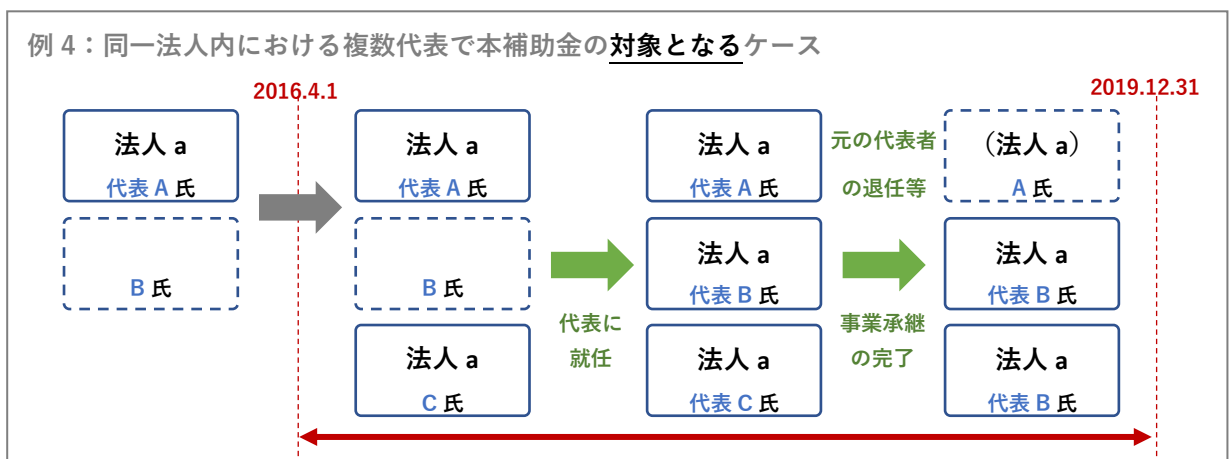 例 4：同一法人内における複数代表で本補助金の対象となるケース
2016.4.1
2019.12.31
法人 a
代表 A 氏
B 氏
法人 a
代表 A 氏
B 氏
法人 a
C 氏
代表に
就任
法人 a
代表 A 氏
法人 a
代表 B 氏
法人 a
代表 C 氏
元の代表者
の退任等
事業承継
の完了
（法人 a）
A 氏
法人 a
代表 B 氏
法人 a
代表 B 氏